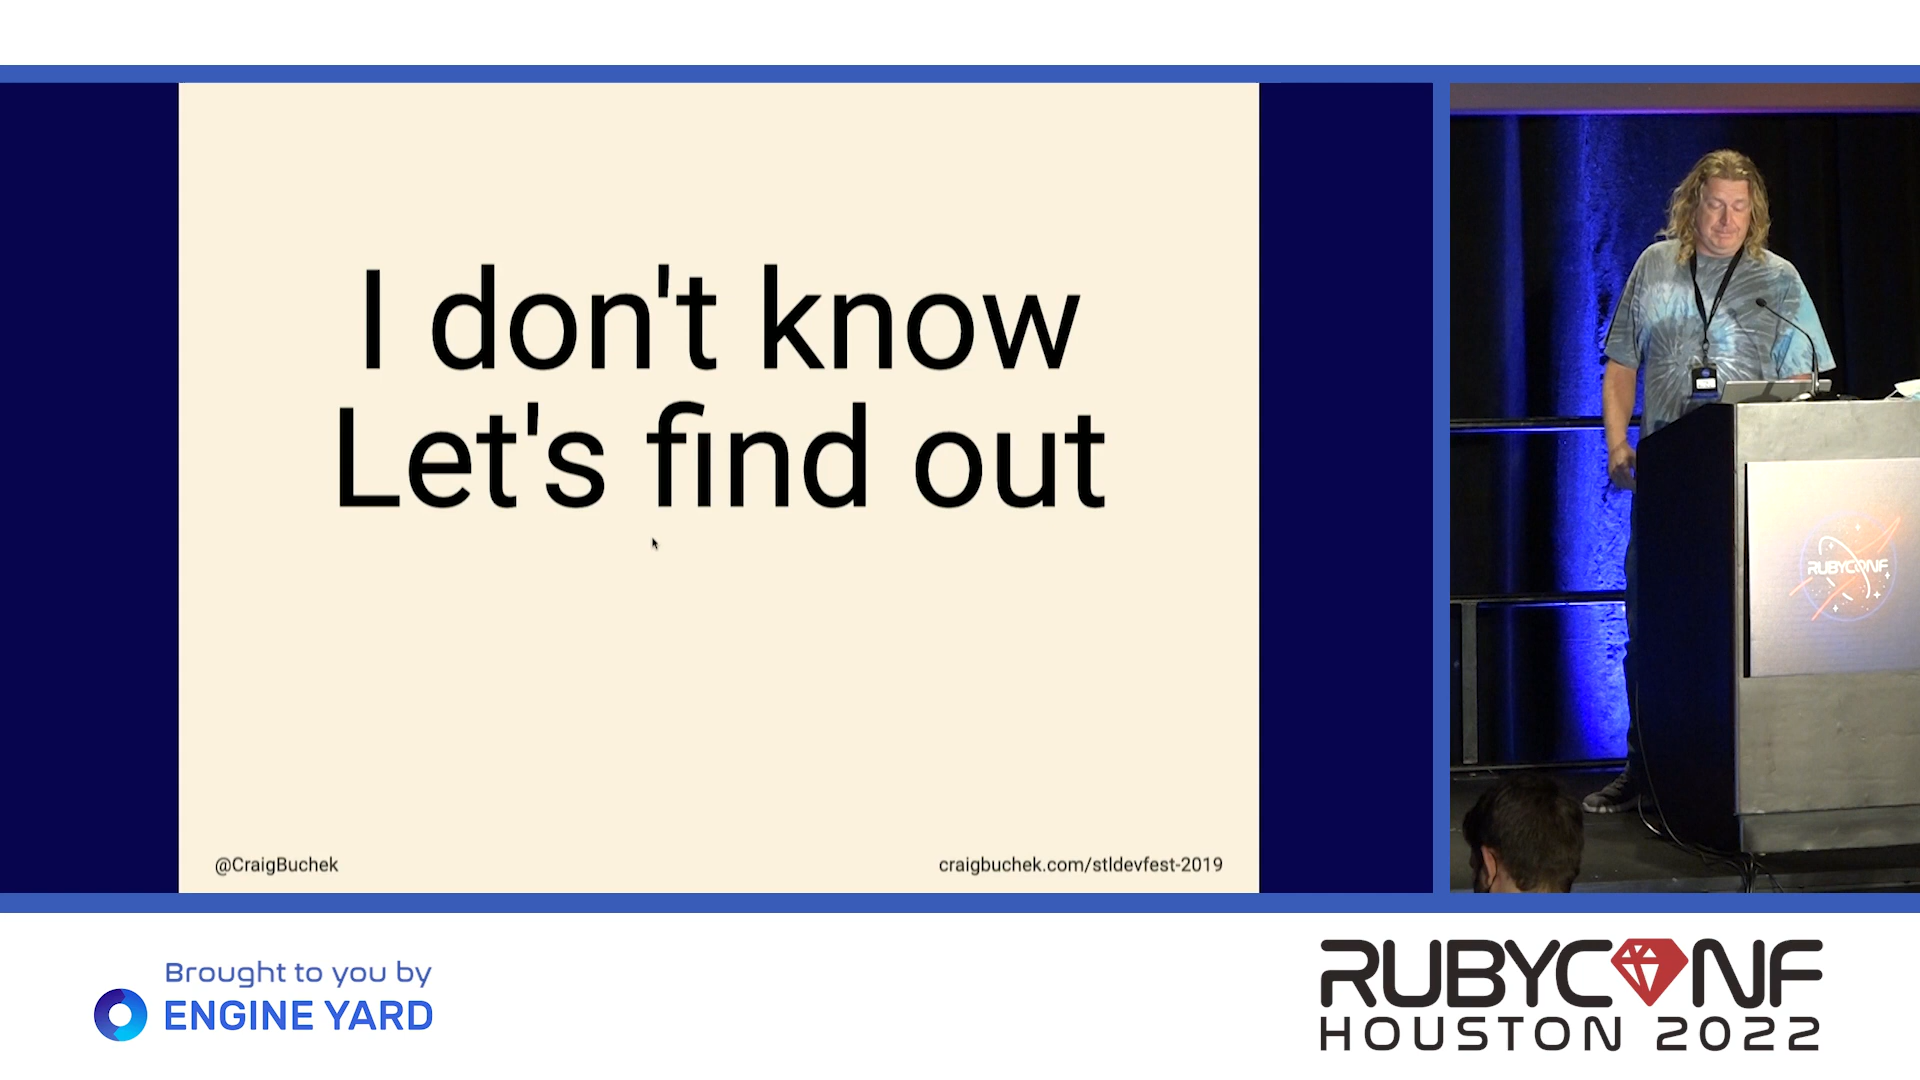 I don't know
Let's find out
@CraigBuchek
craigbuchek.com/stldevfest-2019
RUBYCONF
Brought to you by
ENGINE YARD
RUBYCONF
HOUSTON 2022